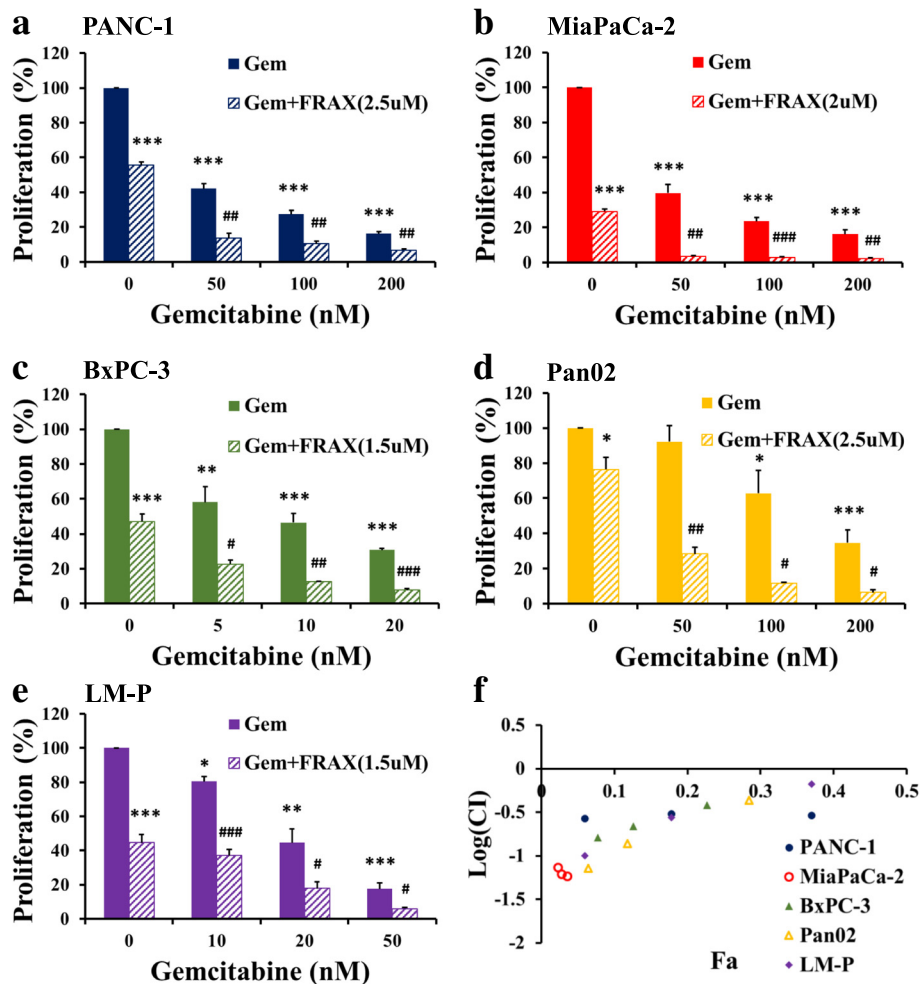 a PANC-1
Proliferation (%)
120
100
80
60
40
20
0
Gem
Gem+FRAX(2.5uM)
***
***
##
***
##
***
##
0 50 100 200
Gemcitabine (nM)
b MiaPaCa-2
Proliferation (%)
120
100
80
60
40
20
0
Gem
Gem+FRAX(2uM)
***
***
##
***
###
***
##
0 50 100 200
Gemcitabine (nM)
c BxPC-3
Proliferation (%)
120
100
80
60
40
20
0
Gem
Gem+FRAX(1.5uM)
***
**
#
***
##
***
###
0 5 10 20
Gemcitabine (nM)
d Pan02
Proliferation (%)
120
100
80
60
40
20
0
Gem
Gem+FRAX(2.5uM)
*
##
*
#
***
#
0 50 100 200
Gemcitabine (nM)
e LM-P
Proliferation (%)
120
100
80
60
40
20
0
Gem
Gem+FRAX(1.5uM)
***
*
###
**
#
***
#
0 10 20 50
Gemcitabine (nM)
f
Log(CI)
0.5
0
-0.5
-1
-1.5
-2
0 0.1 0.2 0.3 0.4 0.5
PANC-1
MiaPaCa-2
BxPC-3
Pan02
LM-P
Fa